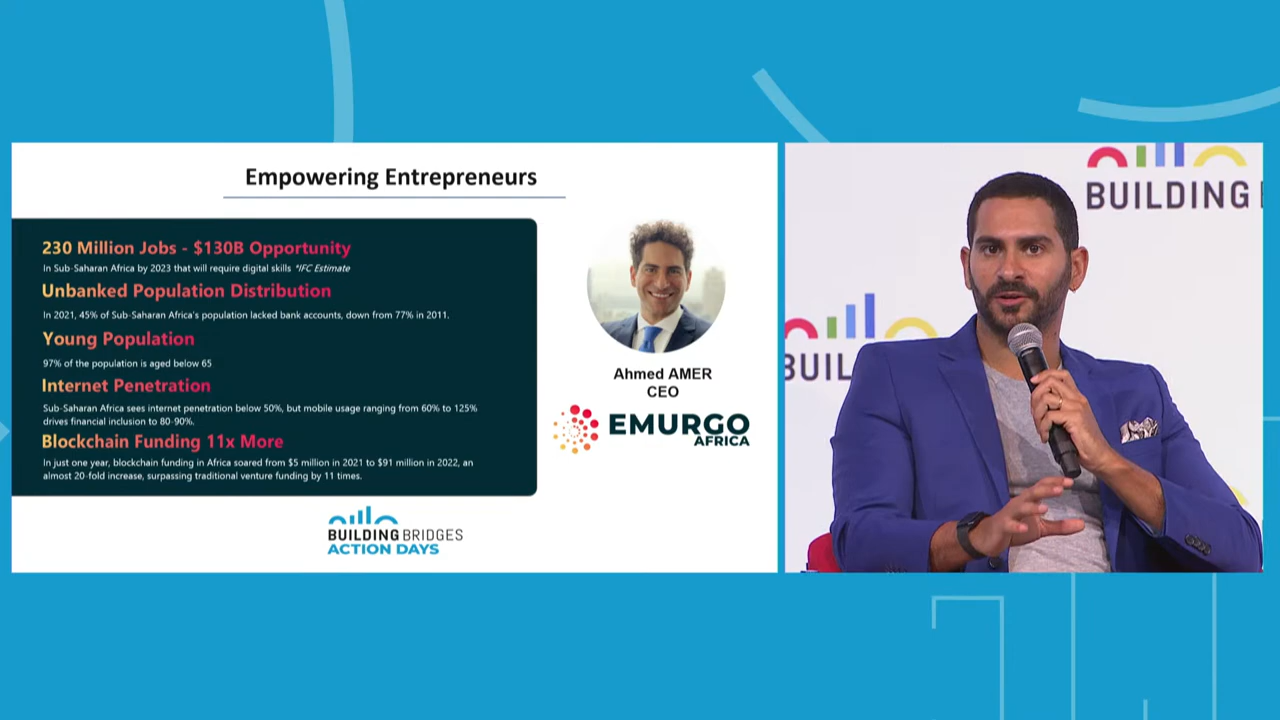 Empowering Entrepreneurs
230 Million Jobs - $130B Opportunity
In Sub-Saharan Africa by 2023 that will require digital skills *IFC Estimate
Unbanked Population Distribution
In 2021, 45% of Sub-Saharan Africa's population lacked bank accounts, down from 77% in 2011.
Young Population
97% of the population is aged below 65
Internet Penetration
Sub-Saharan Africa sees internet penetration below 50%, but mobile usage ranging from 60% to 125%
drives financial inclusion to 80-90%.
Blockchain Funding 11x More
In just one year, blockchain funding in Africa soared from $5 million in 2021 to $91 million in 2022, an
almost 20-fold increase, surpassing traditional venture funding by 11 times.
Ahmed AMER
CEO
EMURGO
AFRICA
BUILDING BRIDGES
ACTION DAYS
BUILDING
BUILD